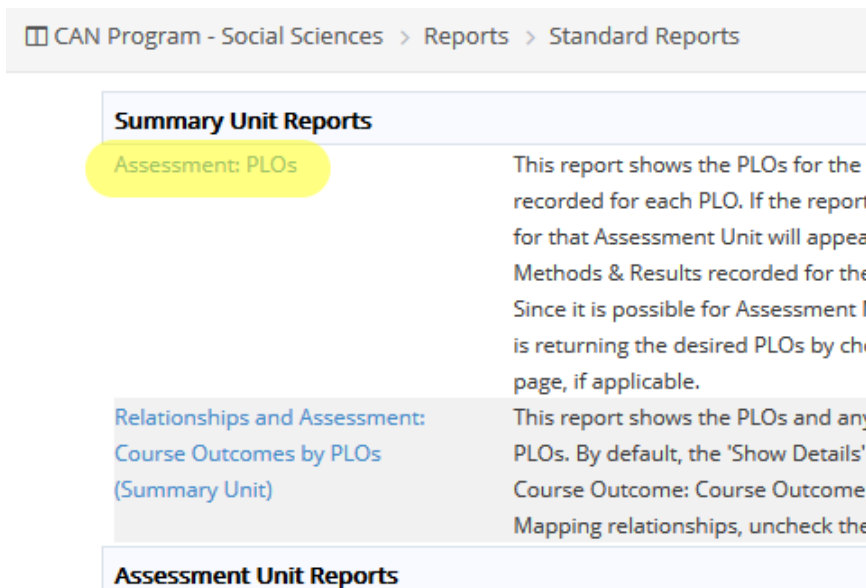 CAN Program - Social Sciences > Reports > Standard Reports
Summary Unit Reports
Assessment: PLOs
This report shows the PLOs for the
recorded for each PLO. If the report
for that Assessment Unit will appea
Methods & Results recorded for the
Since it is possible for Assessment
is returning the desired PLOs by che
page, if applicable.
Relationships and Assessment:
Course Outcomes by PLOs
(Summary Unit)
This report shows the PLOs and any
PLOs. By default, the 'Show Details'
Course Outcome: Course Outcome
Mapping relationships, uncheck the
Assessment Unit Reports